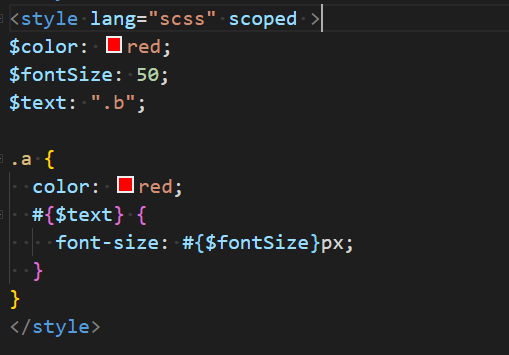 <style lang="scss" scoped >
$color: red;
$fontSize: 50;
$text: ".b";
.a {
  color: red;
  #{$text} {
    font-size: #{$fontSize}px;
  }
}
</style>